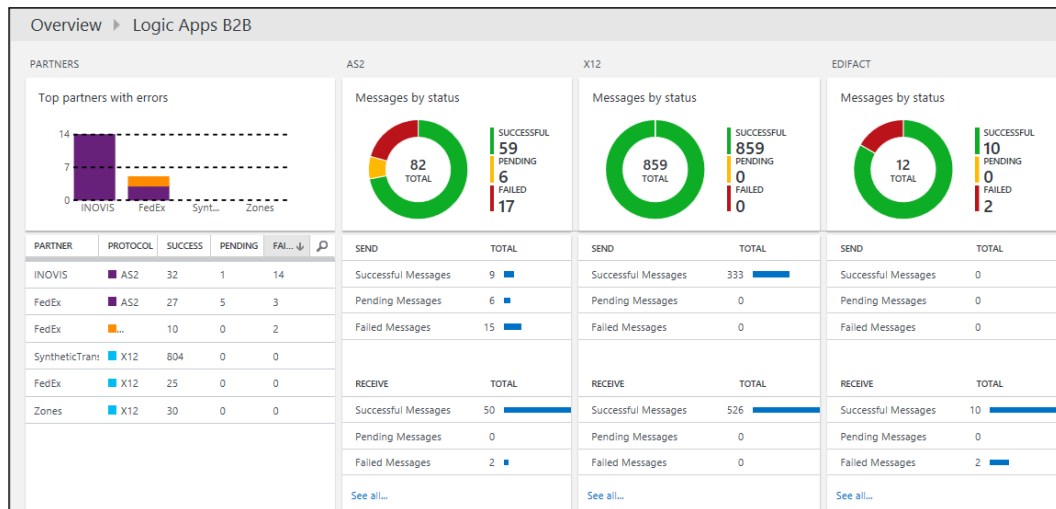 Overview Logic Apps B2B
PARTNERS
Top partners with errors
14
7
0
INOVIS FedEx Synt... Zones
PARTNER PROTOCOL SUCCESS PENDING FAI...
INOVIS AS2 32 1 14
FedEx AS2 27 5 3
FedEx ... 10 0 2
SyntheticTrans X12 804 0 0
FedEx X12 25 0 0
Zones X12 30 0 0
AS2
Messages by status
82
TOTAL
SUCCESSFUL
59
PENDING
6
FAILED
17
SEND TOTAL
Successful Messages 9
Pending Messages 6
Failed Messages 15
RECEIVE TOTAL
Successful Messages 50
Pending Messages 0
Failed Messages 2
See all...
X12
Messages by status
859
TOTAL
SUCCESSFUL
859
PENDING
0
FAILED
0
SEND TOTAL
Successful Messages 333
Pending Messages 0
Failed Messages 0
RECEIVE TOTAL
Successful Messages 526
Pending Messages 0
Failed Messages 0
See all...
EDIFACT
Messages by status
12
TOTAL
SUCCESSFUL
10
PENDING
0
FAILED
2
SEND TOTAL
Successful Messages 0
Pending Messages 0
Failed Messages 0
RECEIVE TOTAL
Successful Messages 10
Pending Messages 0
Failed Messages 2
See all...